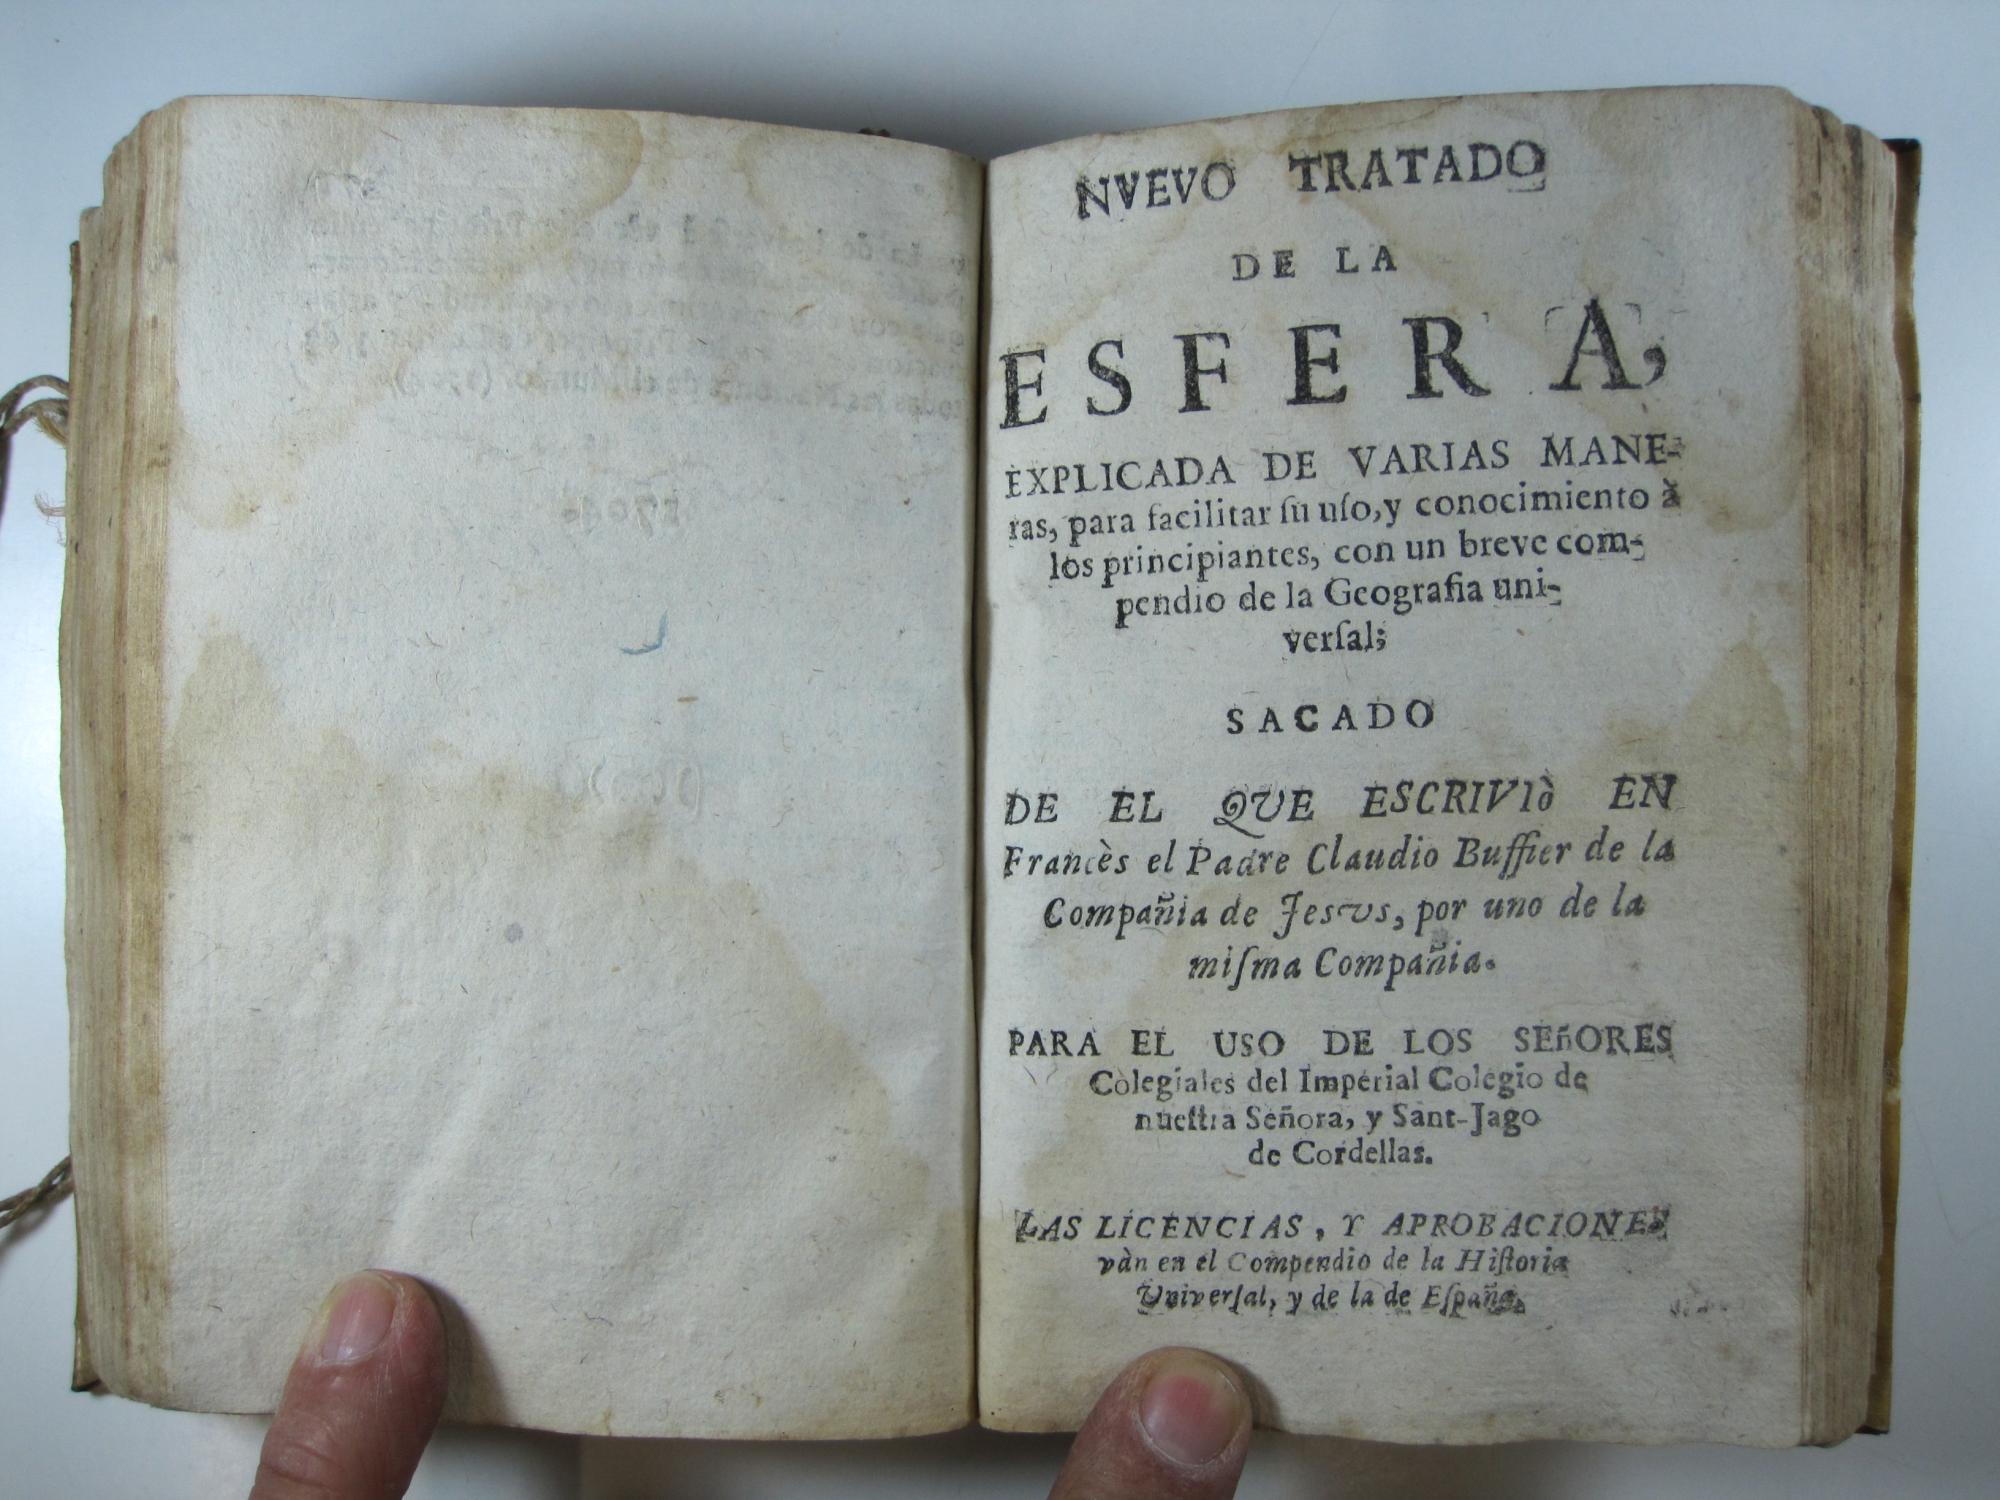 NVEVO TRATADO
DE LA
ESFERA,
EXPLICADA DE VARIAS MANE-
ras, para facilitar ſu uſo, y conocimiento à
los principiantes, con un breve com-
pendio de la Geografia uni-
verſal;
SACADO
DE EL QVE ESCRIVIò EN
Francès el Padre Claudio Buffier de la
Compañia de Jesvs, por uno de la
miſma Compañia.
PARA EL USO DE LOS SEñORES
Colegiales del Imperial Colegio de
nueſtra Señora, y Sant-Jago
de Cordellas.
LAS LICENCIAS, Y APROBACIONES
vàn en el Compendio de la Hiſtoria
Univerſal, y de la de Eſpaña.